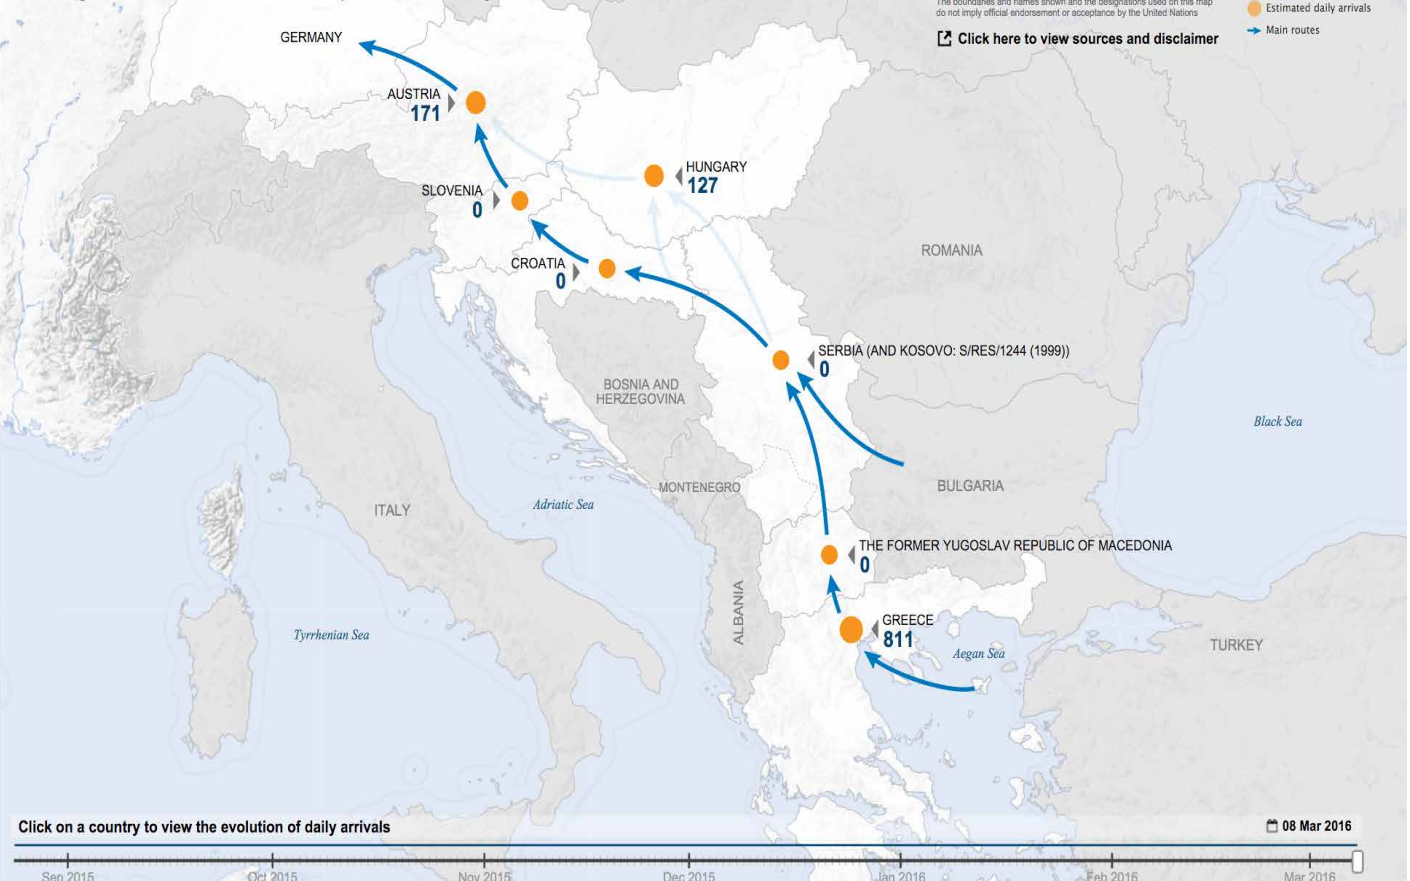 The boundaries and names shown and the designations used on this map
do not imply official endorsement or acceptance by the United Nations
Click here to view sources and disclaimer
Estimated daily arrivals
Main routes
GERMANY
AUSTRIA
171
HUNGARY
127
SLOVENIA
0
CROATIA
0
ROMANIA
SERBIA (AND KOSOVO: S/RES/1244 (1999))
0
BOSNIA AND
HERZEGOVINA
Black Sea
MONTENEGRO
BULGARIA
ITALY
Adriatic Sea
THE FORMER YUGOSLAV REPUBLIC OF MACEDONIA
0
ALBANIA
GREECE
811
Tyrrhenian Sea
Aegan Sea
TURKEY
Click on a country to view the evolution of daily arrivals
08 Mar 2016
Sep 2015
Oct 2015
Nov 2015
Dec 2015
Jan 2016
Feb 2016
Mar 2016